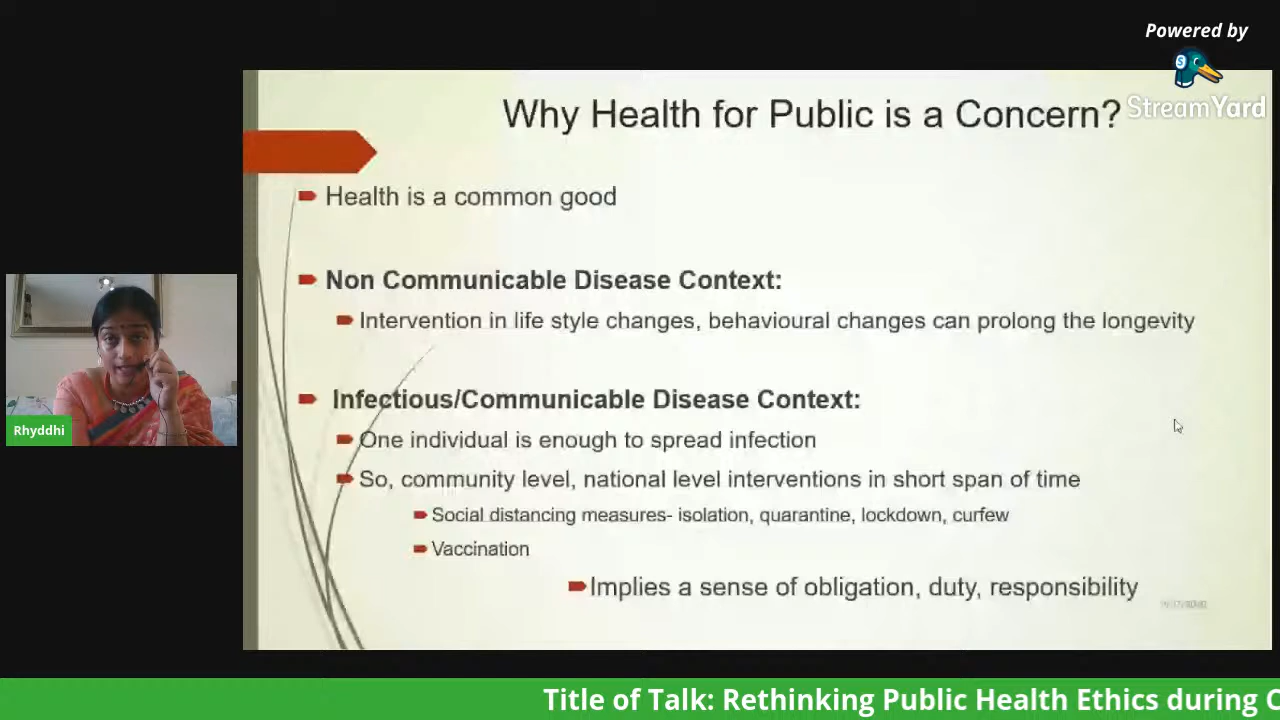 Powered by
StreamYard
Why Health for Public is a Concern?
Health is a common good
Non Communicable Disease Context:
Intervention in life style changes, behavioural changes can prolong the longevity
Infectious/Communicable Disease Context:
One individual is enough to spread infection
So, community level, national level interventions in short span of time
Social distancing measures- isolation, quarantine, lockdown, curfew
Vaccination
Implies a sense of obligation, duty, responsibility
Rhyddhi
Title of Talk: Rethinking Public Health Ethics during